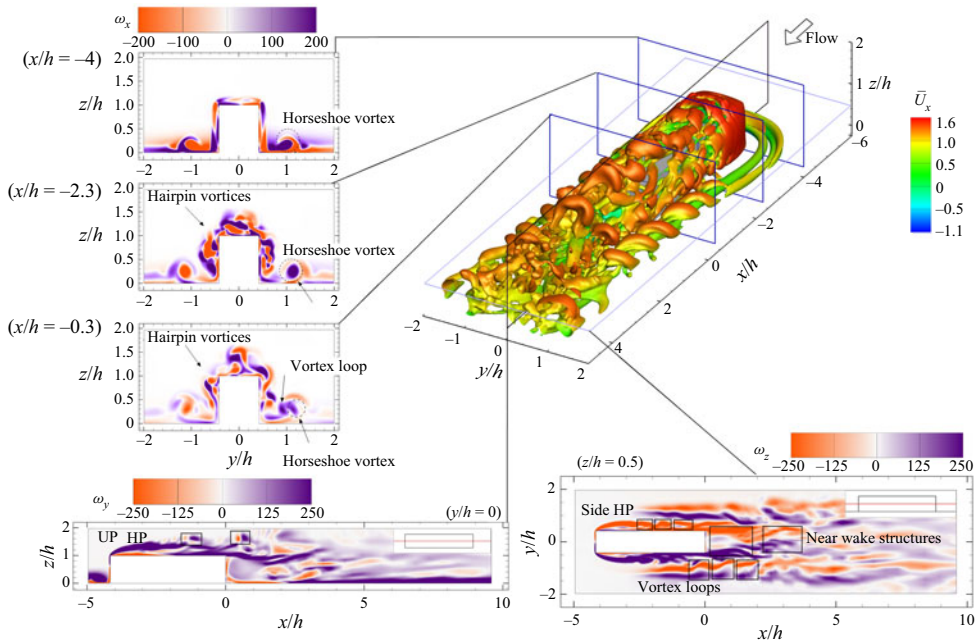 ω_x
−200 −100 0 100 200
(x/h = −4)
2.0
1.5
z/h
1.0
0.5
0
Horseshoe vortex
−2 −1 0 1 2
(x/h = −2.3)
2.0
Hairpin vortices
1.5
z/h
1.0
Horseshoe vortex
0.5
0
−2 −1 0 1 2
(x/h = −0.3)
2.0
Hairpin vortices
1.5
Vortex loop
z/h
1.0
0.5
0
−2 −1 0 1 2
y/h
Horseshoe vortex
Flow
2
1
z/h
0
−6
−4
−2
x/h
0
2
4
−2
−1
0
1
2
y/h
U̅_x
1.6
1.0
0.5
0
−0.5
−1.1
ω_y
−250 −125 0 125 250
(y/h = 0)
2
UP HP
z/h
1
0
−5 0 5 10
x/h
ω_z
−250 −125 0 125 250
(z/h = 0.5)
2
Side HP
y/h
0
Near wake structures
−2
Vortex loops
−5 0 5 10
x/h